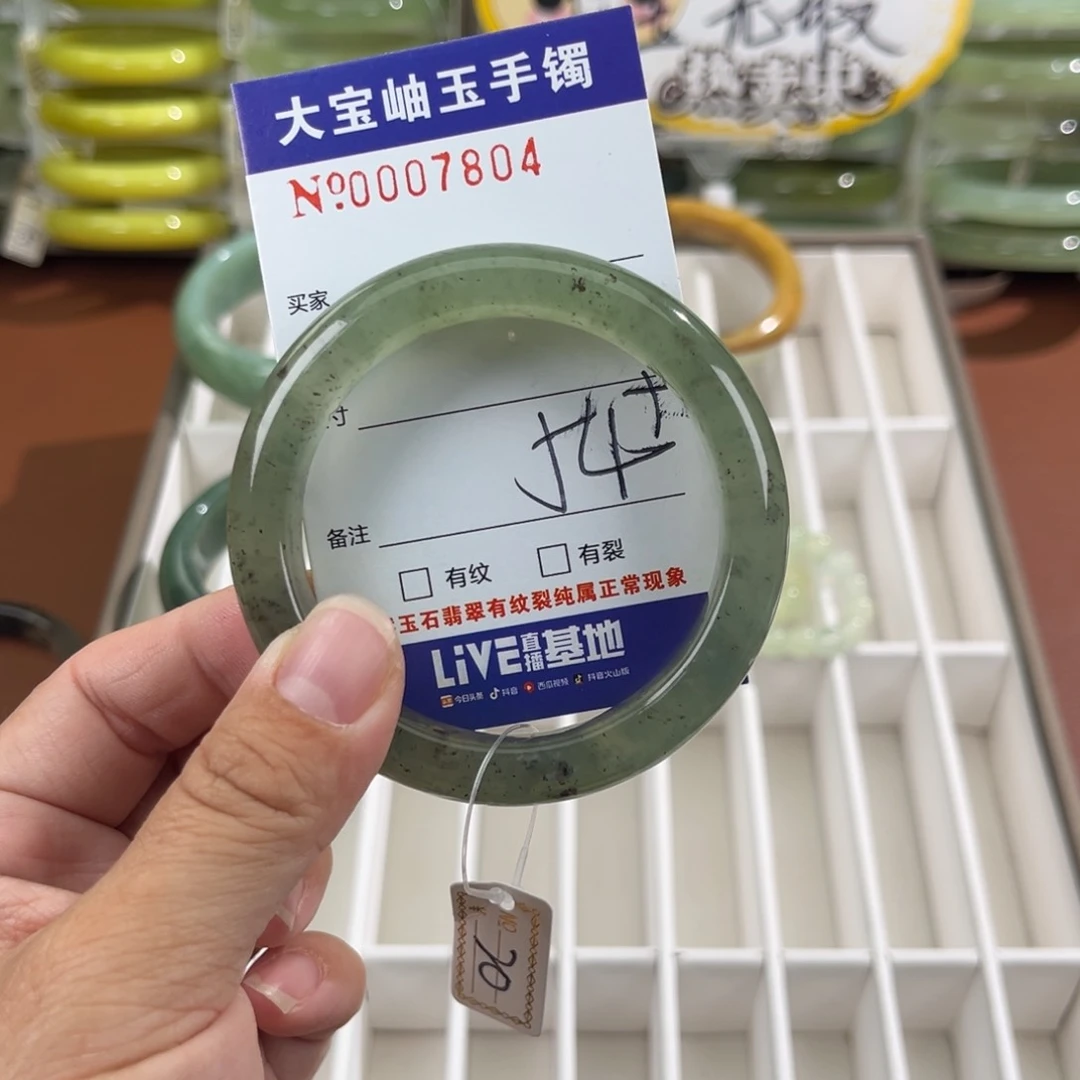 大宝岫玉手镯
№0007804
买家
寸
54+
备注
□ 有纹 □ 有裂
玉石翡翠有纹裂纯属正常现象
LiVE直播基地
今日头条 抖音 西瓜视频 抖音火山版
№